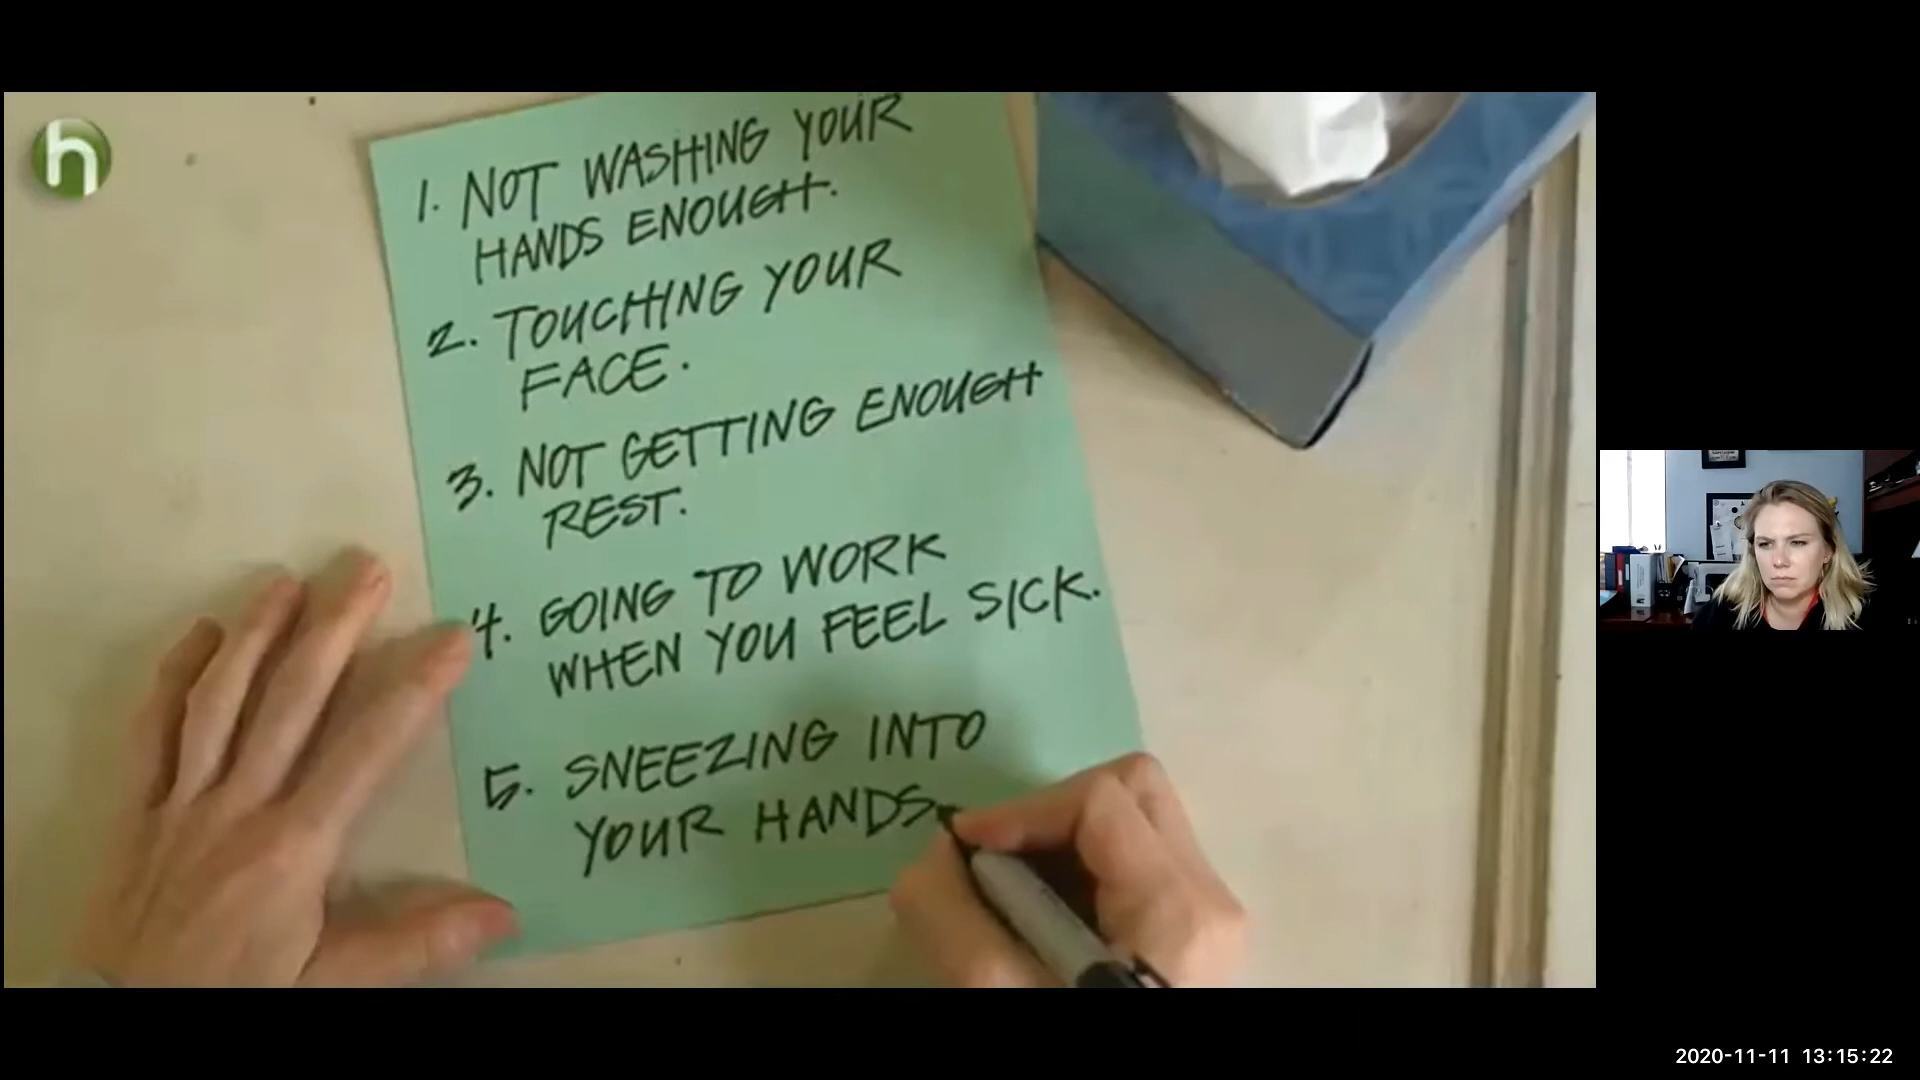 h
1. NOT WASHING YOUR
HANDS ENOUGH.
2. TOUCHING YOUR
FACE.
3. NOT GETTING ENOUGH
REST.
4. GOING TO WORK
WHEN YOU FEEL SICK.
5. SNEEZING INTO
YOUR HANDS.
2020-11-11 13:15:22